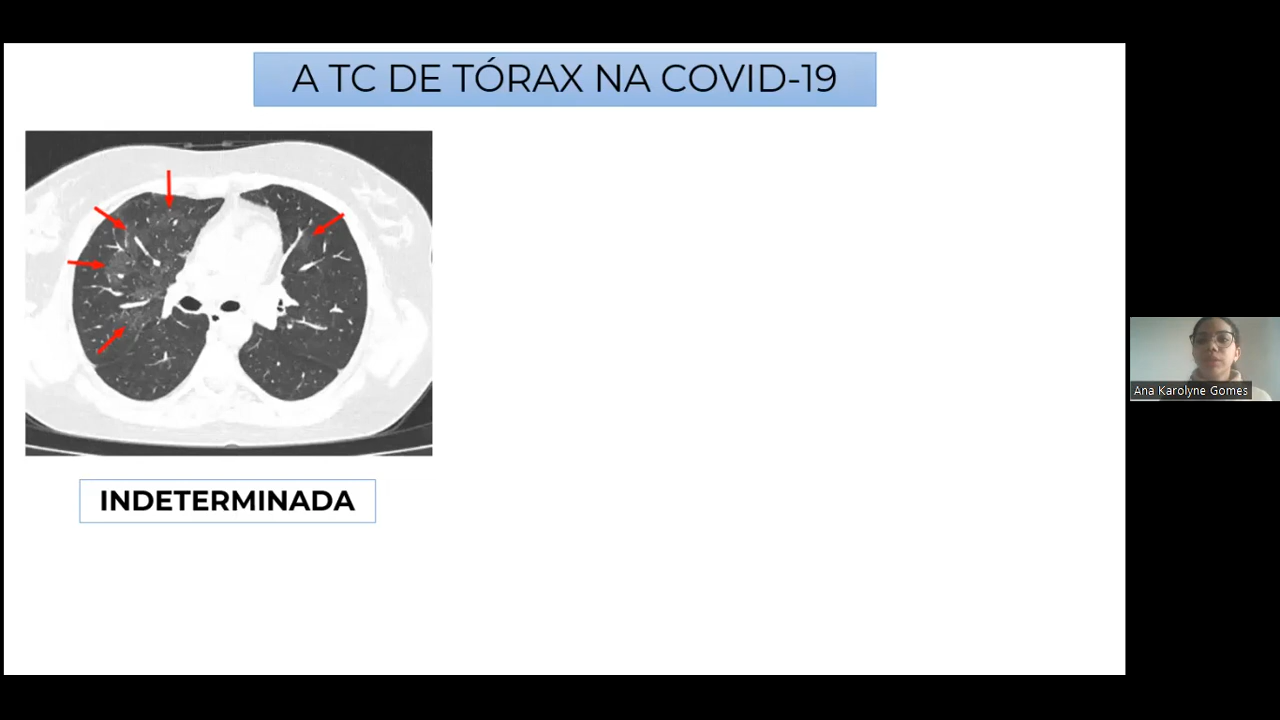 A TC DE TÓRAX NA COVID-19
INDETERMINADA
Ana Karolyne Gomes